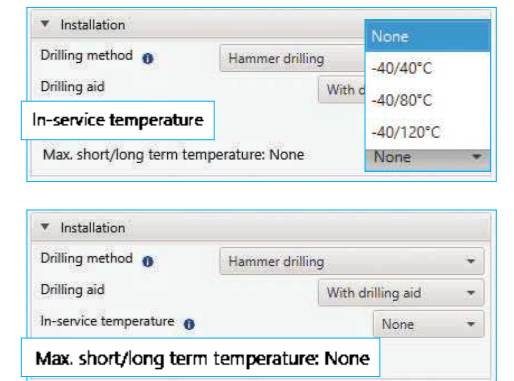 Installation
None
Drilling method
Hammer drilling
-40/40°C
Drilling aid
With d
-40/80°C
In-service temperature
-40/120°C
Max. short/long term temperature: None
None
Installation
Drilling method
Hammer drilling
Drilling aid
With drilling aid
In-service temperature
None
Max. short/long term temperature: None